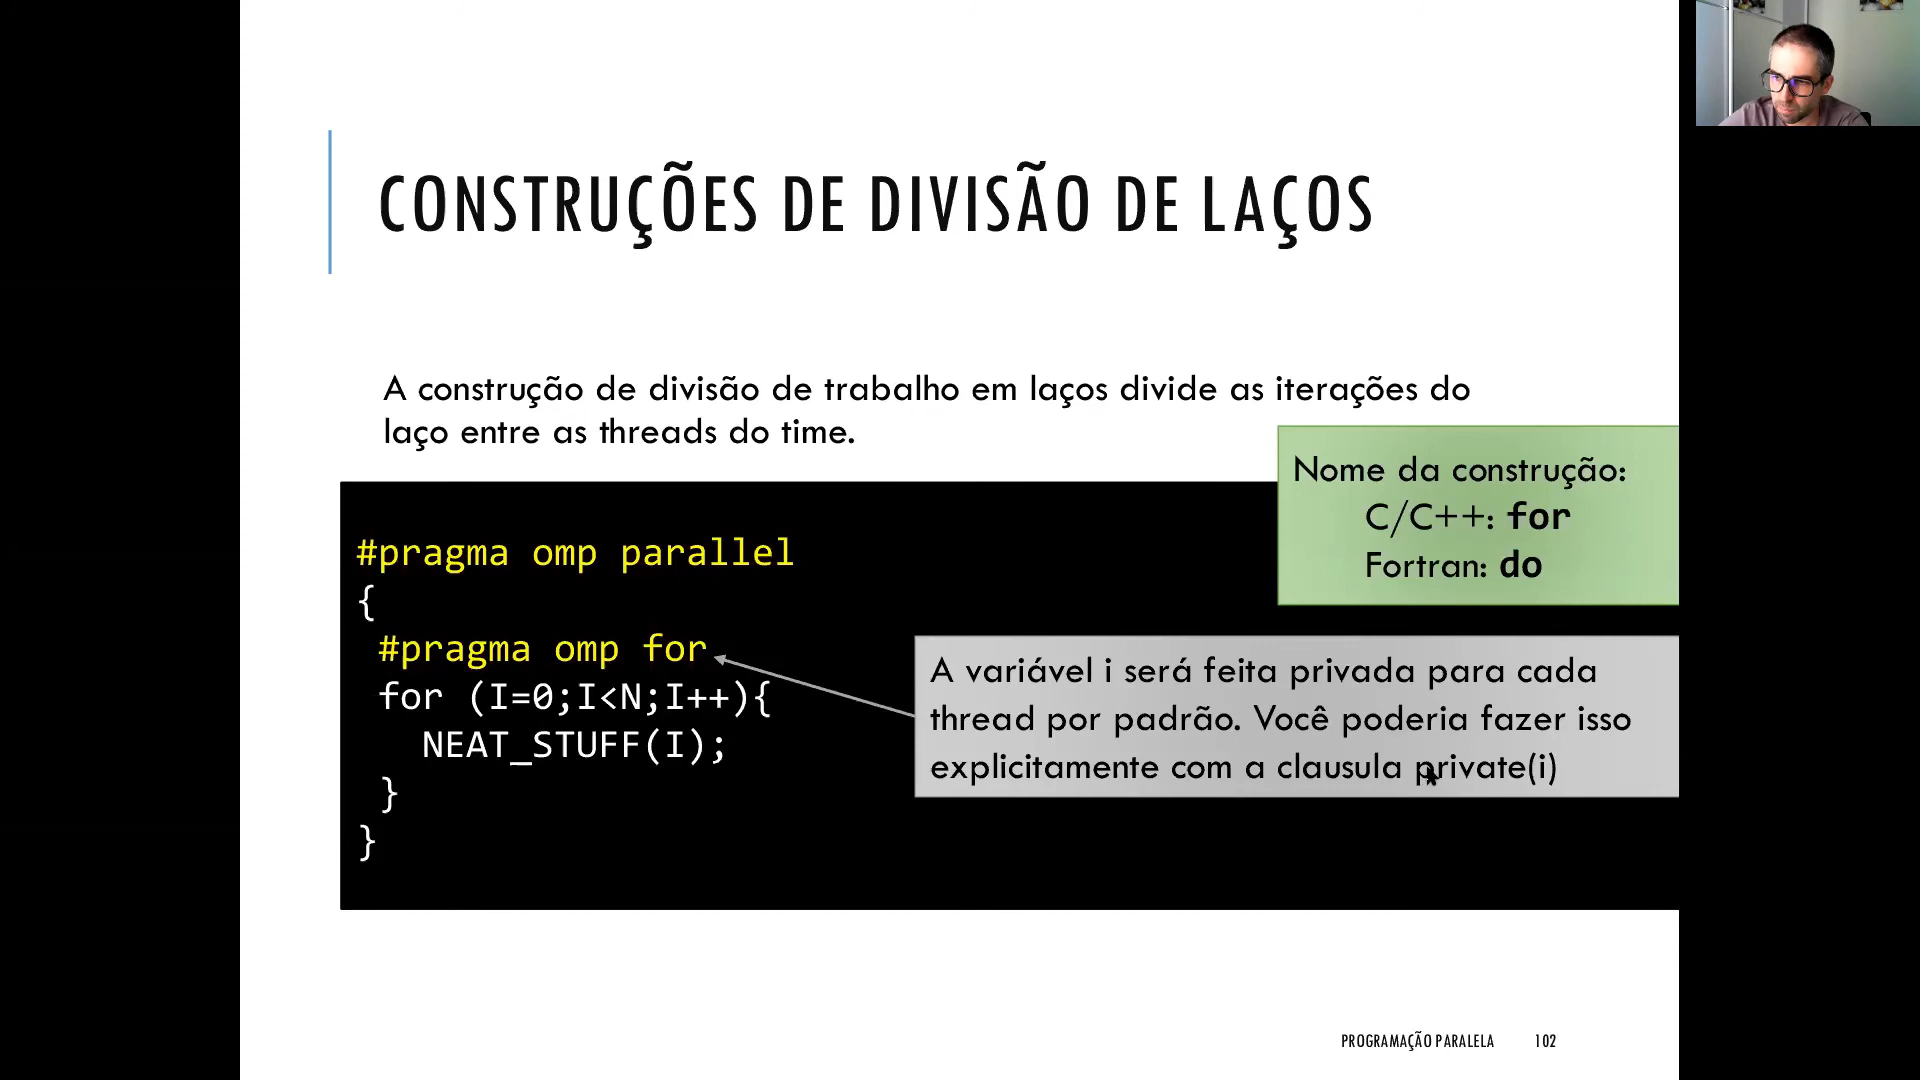 CONSTRUÇÕES DE DIVISÃO DE LAÇOS
A construção de divisão de trabalho em laços divide as iterações do
laço entre as threads do time.
Nome da construção:
C/C++: for
Fortran: do
#pragma omp parallel
{
#pragma omp for
for (I=0;I<N;I++){
NEAT_STUFF(I);
}
}
A variável i será feita privada para cada
thread por padrão. Você poderia fazer isso
explicitamente com a clausula private(i)
PROGRAMAÇÃO PARALELA 102